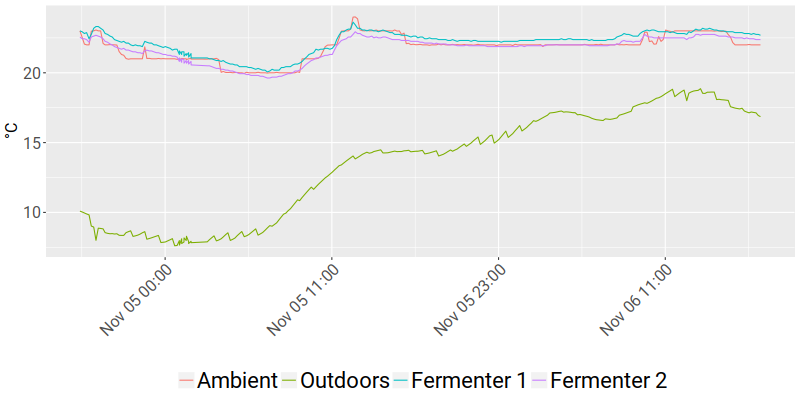 °C
20
15
10
Nov 05 00:00
Nov 05 11:00
Nov 05 23:00
Nov 06 11:00
Ambient Outdoors Fermenter 1 Fermenter 2